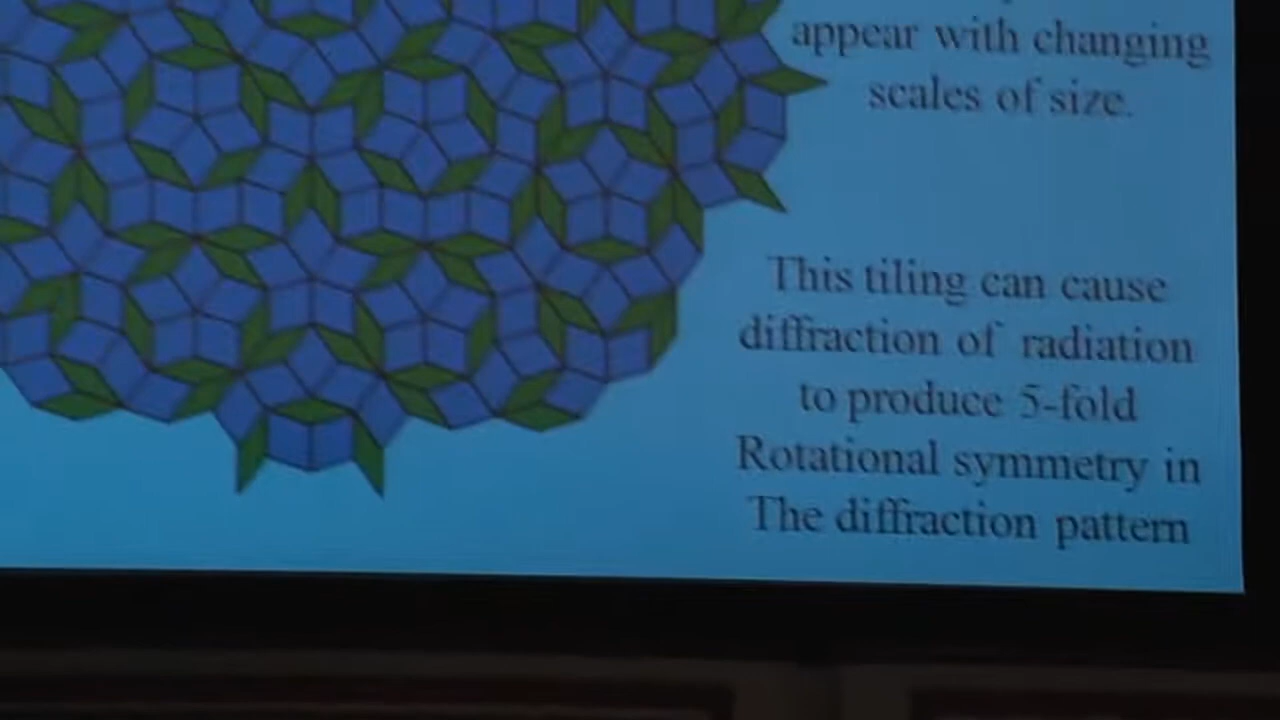 appear with changing
scales of size.
This tiling can cause
diffraction of radiation
to produce 5-fold
Rotational symmetry in
The diffraction pattern